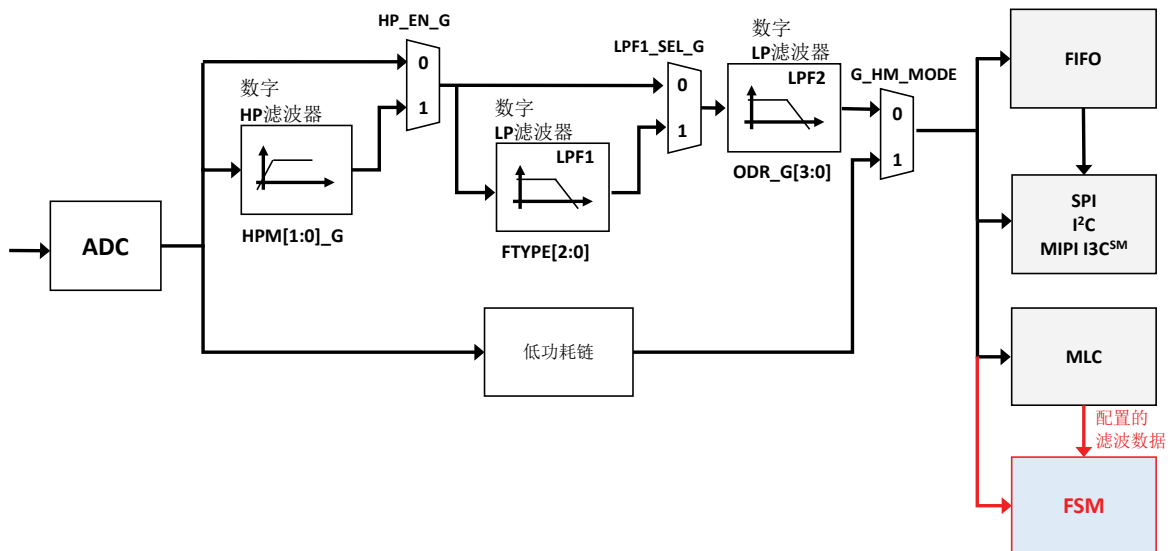 HP_EN_G
0
1
数字
HP滤波器
HPM[1:0]_G
ADC
数字
LP滤波器
LPF1
FTYPE[2:0]
LPF1_SEL_G
0
1
数字
LP滤波器
LPF2
ODR_G[3:0]
G_HM_MODE
0
1
低功耗链
FIFO
SPI
I²C
MIPI I3Cˢᴹ
MLC
配置的
滤波数据
FSM